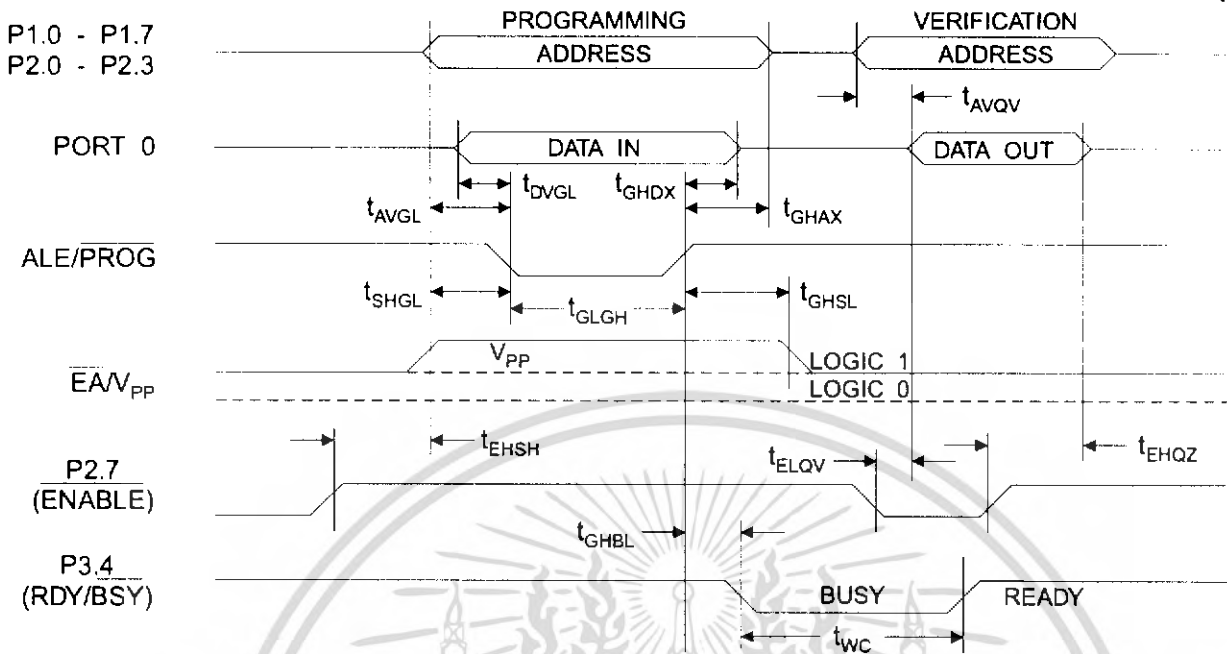 PROGRAMMING VERIFICATION
P1.0 - P1.7
P2.0 - P2.3
ADDRESS ADDRESS
tAVQV
PORT 0 DATA IN DATA OUT
tDVGL tGHDX
tAVGL tGHAX
ALE/PROG
tSHGL tGLGH tGHSL
EA/VPP VPP LOGIC 1
LOGIC 0
tEHSH tELQV tEHQZ
P2.7
(ENABLE)
tGHBL
P3.4
(RDY/BSY) BUSY READY
tWC